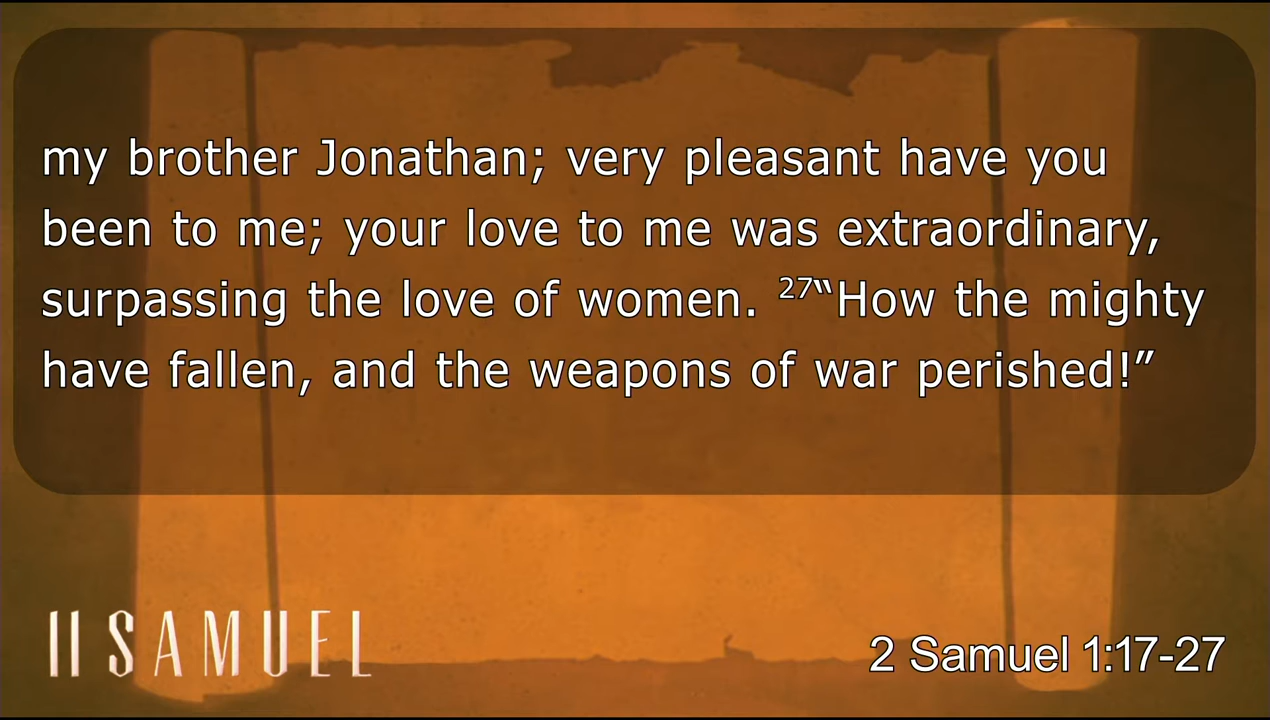 my brother Jonathan; very pleasant have you
been to me; your love to me was extraordinary,
surpassing the love of women. ²⁷“How the mighty
have fallen, and the weapons of war perished!”
II SAMUEL
2 Samuel 1:17-27